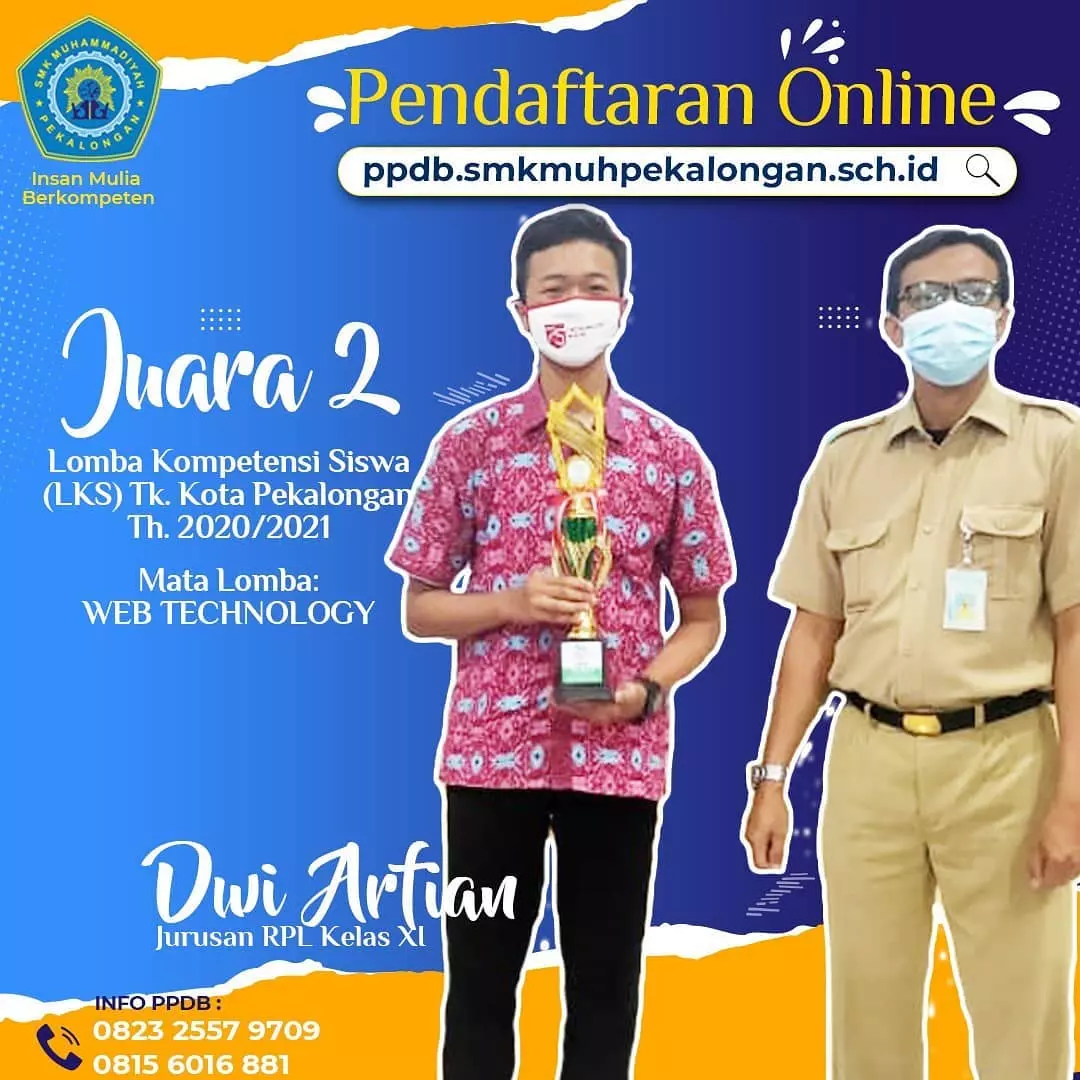 SMK MUHAMMADIYAH
PEKALONGAN
Insan Mulia
Berkompeten
Pendaftaran Online
ppdb.smkmuhpekalongan.sch.id
Juara 2
Lomba Kompetensi Siswa
(LKS) Tk. Kota Pekalongan
Th. 2020/2021
Mata Lomba:
WEB TECHNOLOGY
Dwi Arfian
Jurusan RPL Kelas XI
INFO PPDB :
0823 2557 9709
0815 6016 881